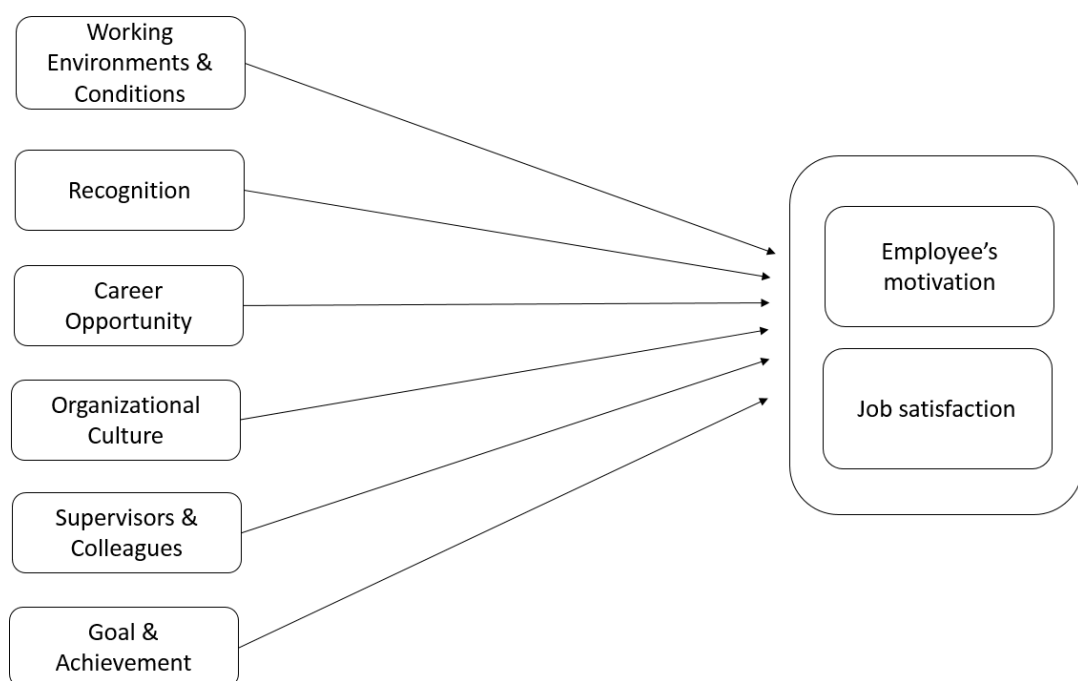 Working
Environments &
Conditions
Recognition
Career
Opportunity
Organizational
Culture
Supervisors &
Colleagues
Goal &
Achievement
Employee’s
motivation
Job satisfaction